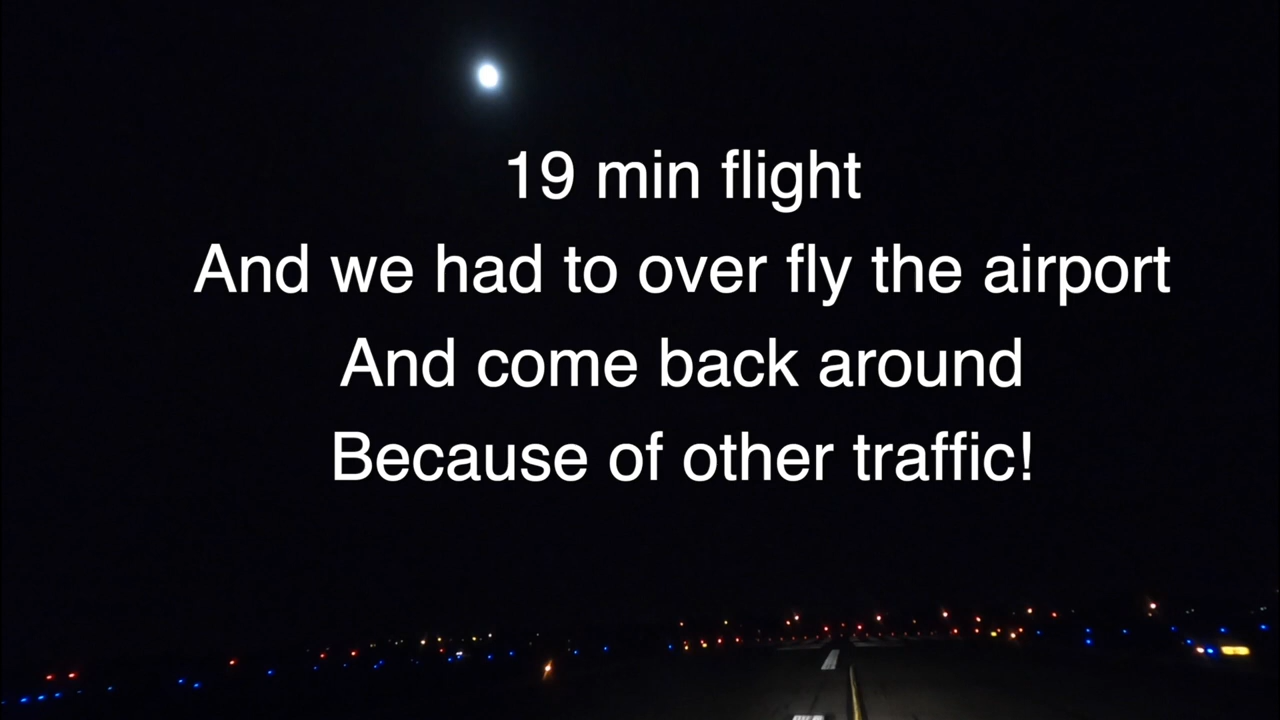 19 min flight
And we had to over fly the airport
And come back around
Because of other traffic!